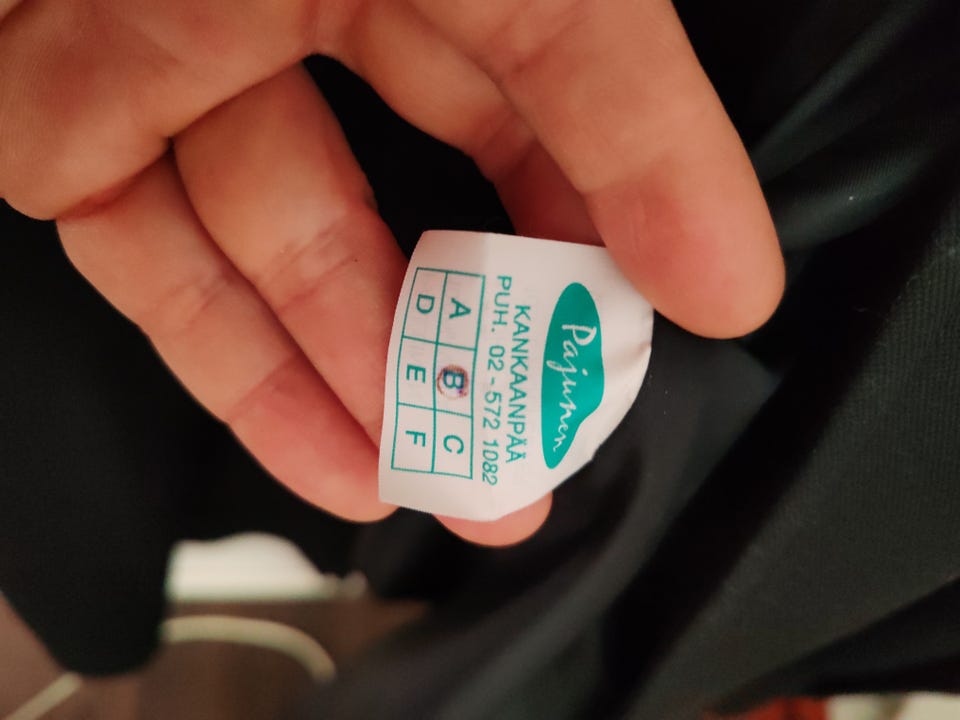 Pajunen
KANKAANPÄÄ
PUH. 02-572 1082
A B C
D E F